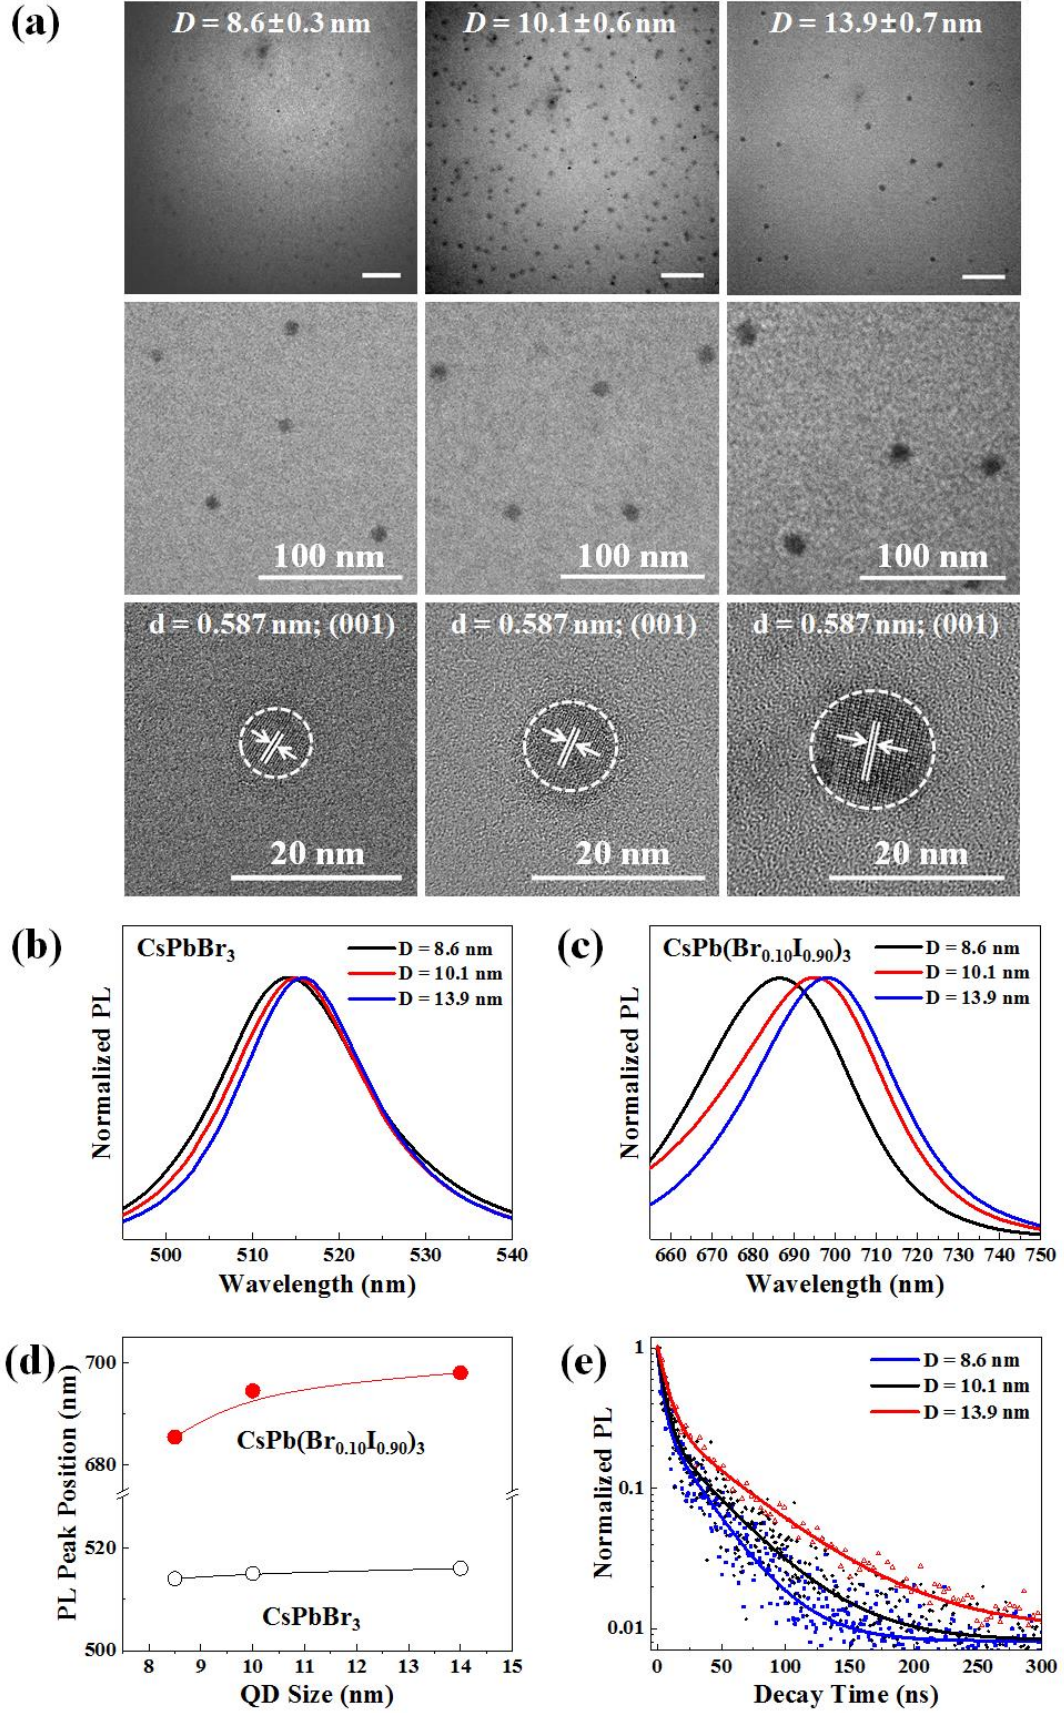 (a)
D = 8.6±0.3 nm
D = 10.1±0.6 nm
D = 13.9±0.7 nm
100 nm
100 nm
100 nm
d = 0.587 nm; (001)
d = 0.587 nm; (001)
d = 0.587 nm; (001)
20 nm
20 nm
20 nm
(b)
CsPbBr3
D = 8.6 nm
D = 10.1 nm
D = 13.9 nm
Normalized PL
500 510 520 530 540
Wavelength (nm)
(c)
CsPb(Br0.10I0.90)3
D = 8.6 nm
D = 10.1 nm
D = 13.9 nm
Normalized PL
660 670 680 690 700 710 720 730 740 750
Wavelength (nm)
(d)
PL Peak Position (nm)
700
680
520
500
CsPb(Br0.10I0.90)3
CsPbBr3
8 9 10 11 12 13 14 15
QD Size (nm)
(e)
Normalized PL
1
0.1
0.01
D = 8.6 nm
D = 10.1 nm
D = 13.9 nm
0 50 100 150 200 250 300
Decay Time (ns)